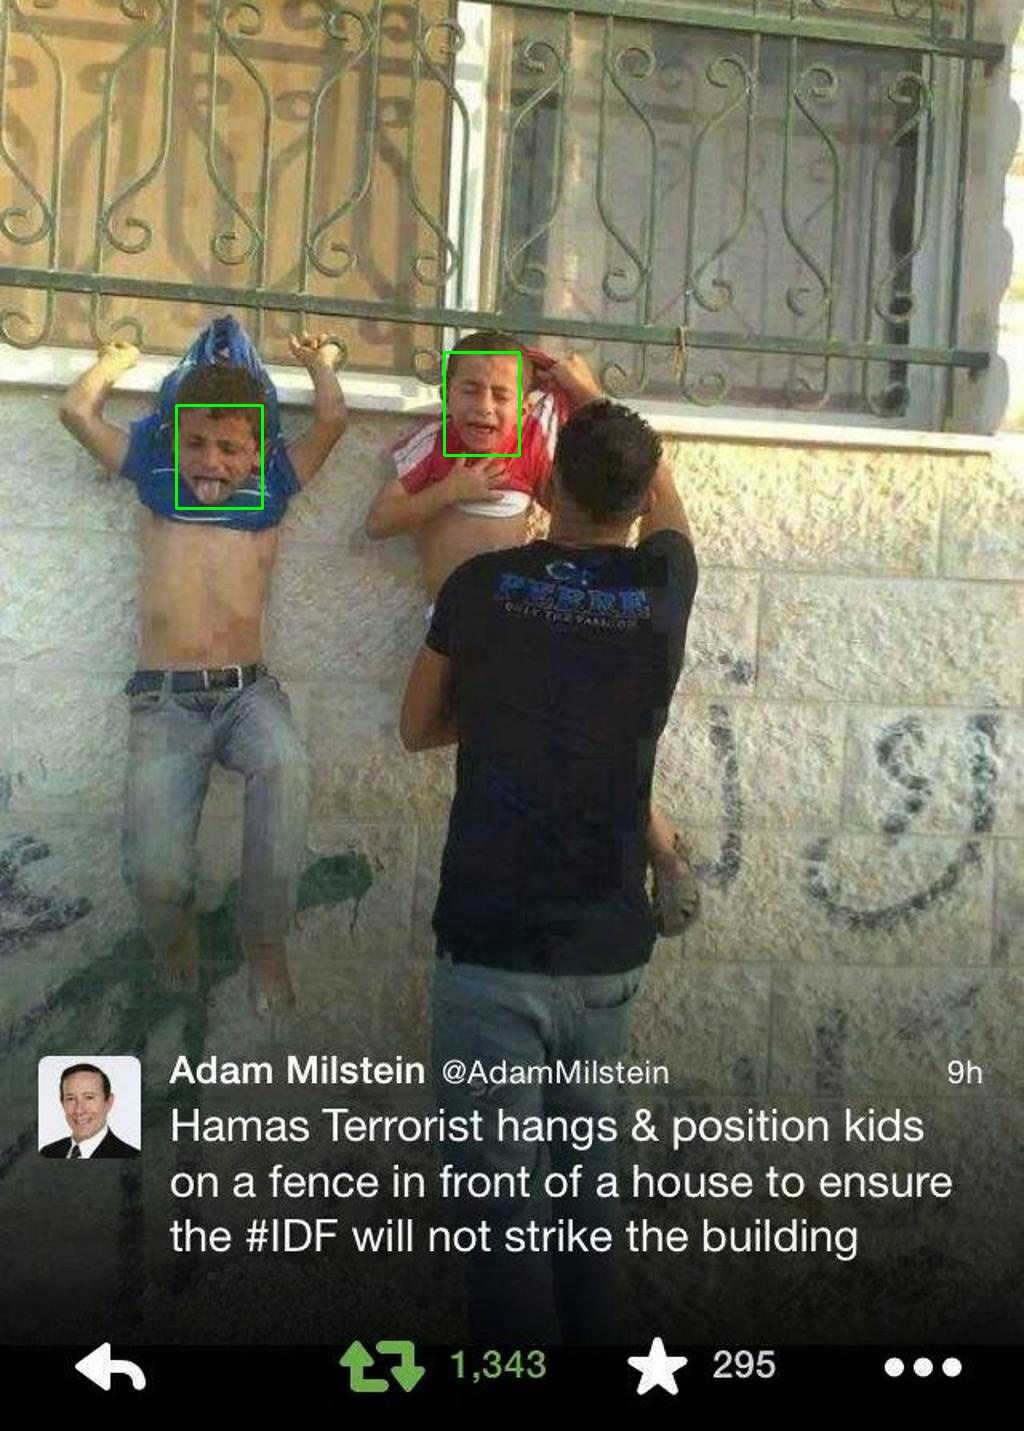 PERRE
Adam Milstein @AdamMilstein 9h
Hamas Terrorist hangs & position kids
on a fence in front of a house to ensure
the #IDF will not strike the building
1,343 295